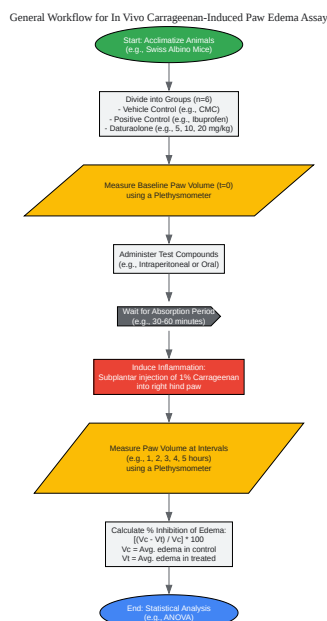 General Workflow for In Vivo Carrageenan-Induced Paw Edema Assay
Start: Acclimatize Animals
(e.g., Swiss Albino Mice)
Divide into Groups (n=6)
- Vehicle Control (e.g., CMC)
- Positive Control (e.g., Ibuprofen)
- Daturaolone (e.g., 5, 10, 20 mg/kg)
Measure Baseline Paw Volume (t=0)
using a Plethysmometer
Administer Test Compounds
(e.g., Intraperitoneal or Oral)
Wait for Absorption Period
(e.g., 30-60 minutes)
Induce Inflammation:
Subplantar injection of 1% Carrageenan
into right hind paw
Measure Paw Volume at Intervals
(e.g., 1, 2, 3, 4, 5 hours)
using a Plethysmometer
Calculate % Inhibition of Edema:
[(Vc - Vt) / Vc] * 100
Vc = Avg. edema in control
Vt = Avg. edema in treated
End: Statistical Analysis
(e.g., ANOVA)